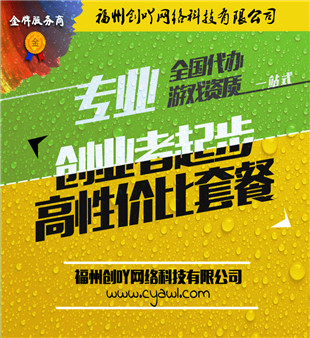 金牌服务商
金
福州创吖网络科技有限公司
专业
全国代办
游戏资质
一站式
创业者起步
高性价比套餐
福州创吖网络科技有限公司
www.cyawl.com